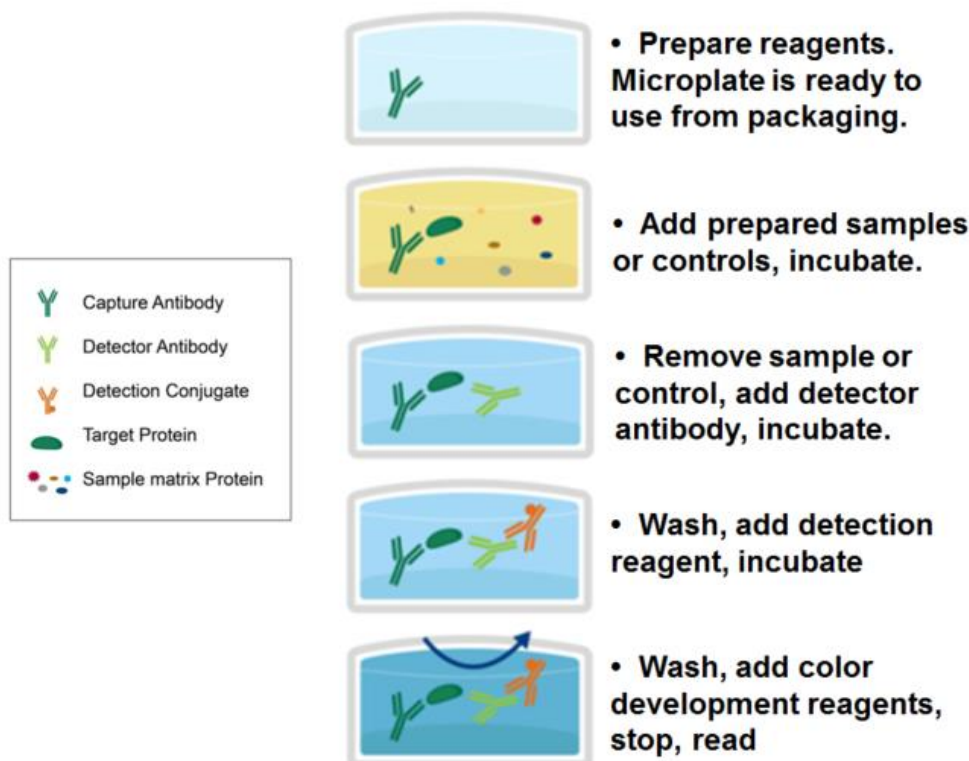 • Prepare reagents.
Microplate is ready to
use from packaging.
• Add prepared samples
or controls, incubate.
Capture Antibody
Detector Antibody
Detection Conjugate
Target Protein
Sample matrix Protein
• Remove sample or
control, add detector
antibody, incubate.
• Wash, add detection
reagent, incubate
• Wash, add color
development reagents,
stop, read